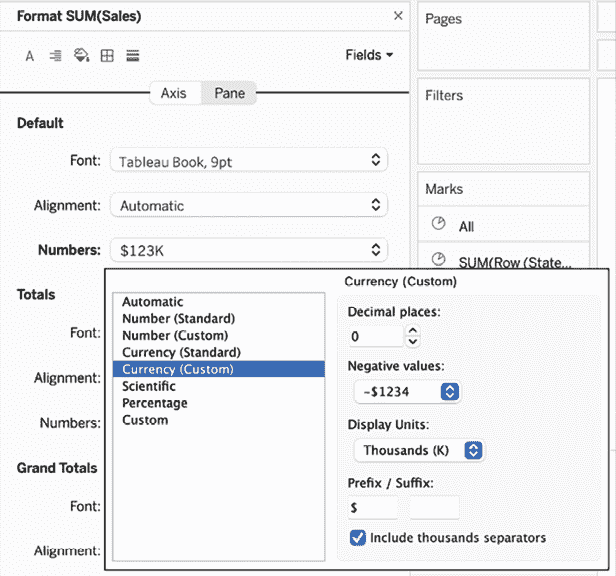 Format SUM(Sales)
Fields
Axis
Pane
Default
Font:
Tableau Book, 9pt
Alignment:
Automatic
Numbers:
$123K
Totals
Font:
Alignment:
Numbers:
Grand Totals
Font:
Alignment:
Automatic
Number (Standard)
Number (Custom)
Currency (Standard)
Currency (Custom)
Scientific
Percentage
Custom
Currency (Custom)
Decimal places:
0
Negative values:
-$1234
Display Units:
Thousands (K)
Prefix / Suffix:
$
Include thousands separators
Pages
Filters
Marks
All
SUM(Row (State...